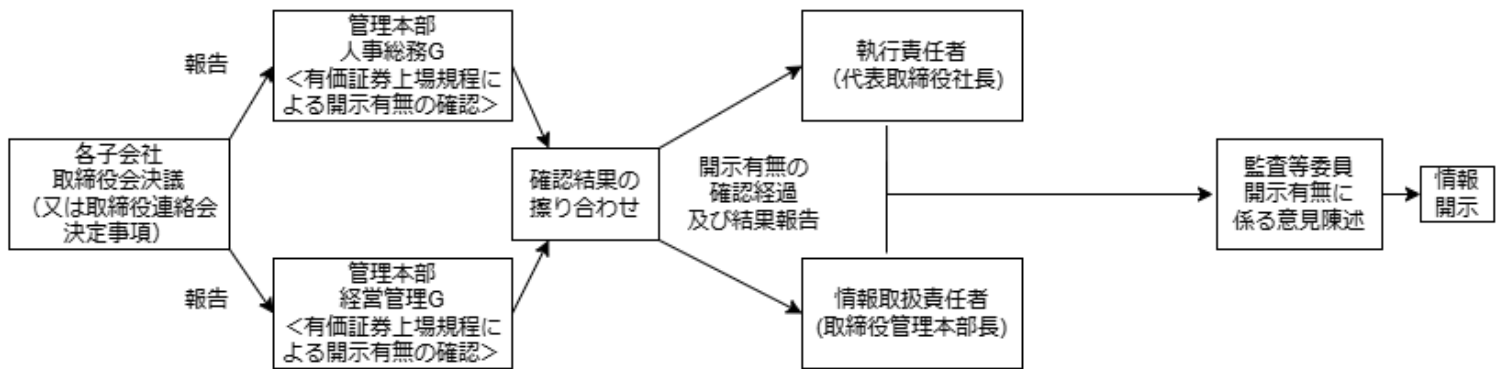 各子会社
取締役会決議
（又は取締役連絡会
決定事項）
報告
報告
管理本部
人事総務G
＜有価証券上場規程に
よる開示有無の確認＞
管理本部
経営管理G
＜有価証券上場規程に
よる開示有無の確認＞
確認結果の
擦り合わせ
開示有無の
確認経過
及び結果報告
執行責任者
（代表取締役社長)
情報取扱責任者
(取締役管理本部長)
監査等委員
開示有無に
係る意見陳述
情報
開示